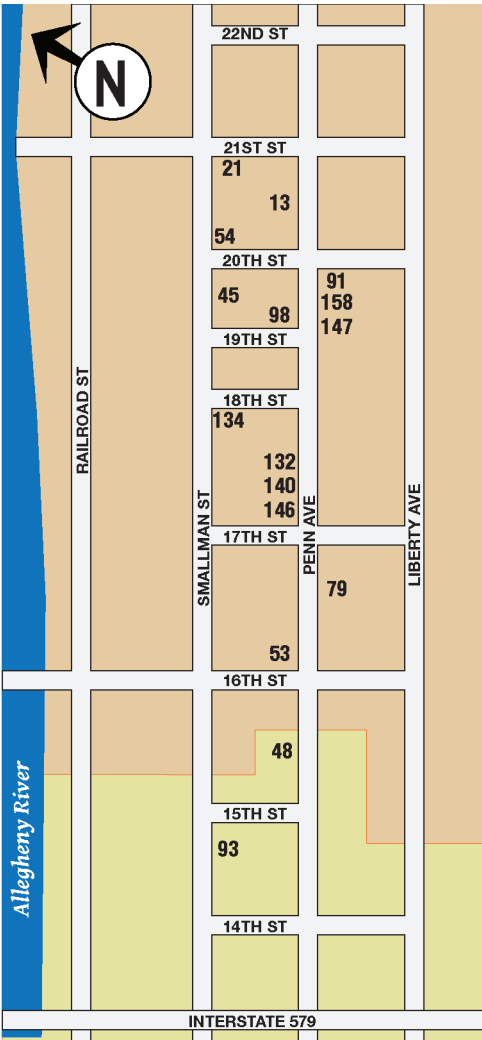 22ND ST
N
21ST ST
21
13
54
20TH ST
45
98
91
158
147
19TH ST
18TH ST
134
RAILROAD ST
132
140
146
SMALLMAN ST
PENN AVE
LIBERTY AVE
17TH ST
79
53
16TH ST
48
Allegheny River
15TH ST
93
14TH ST
INTERSTATE 579